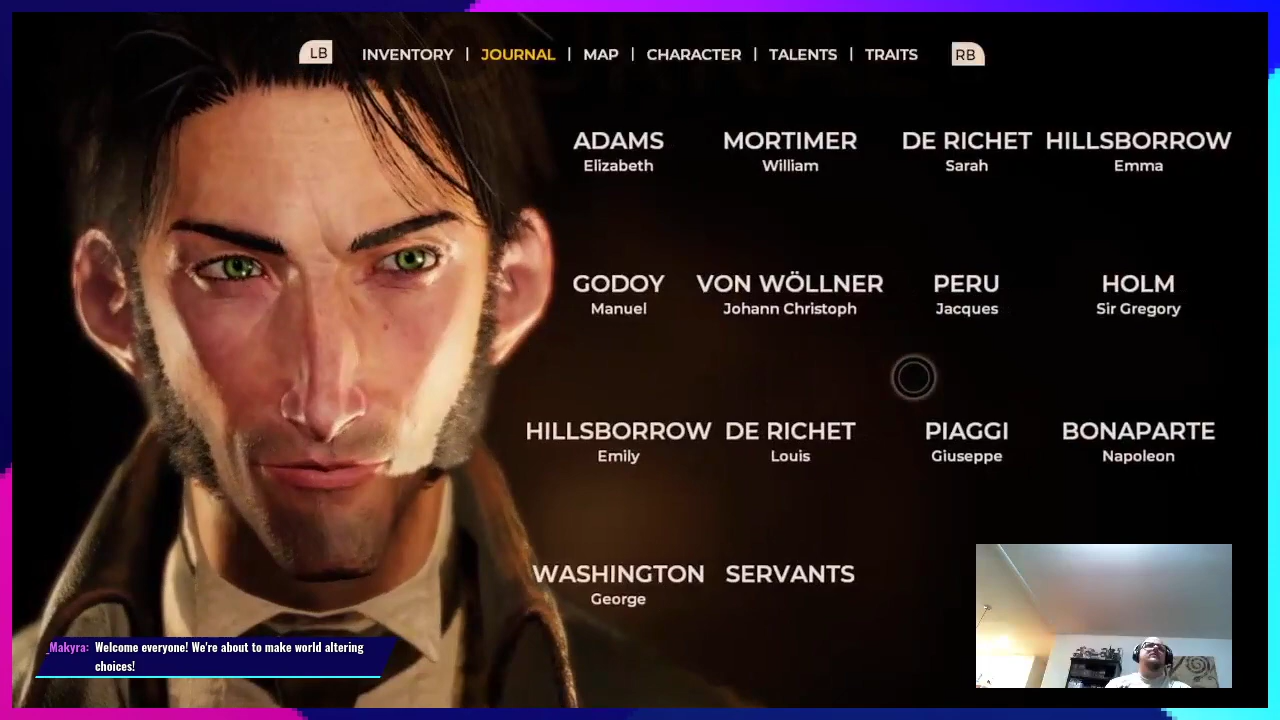 LB INVENTORY | JOURNAL | MAP | CHARACTER | TALENTS | TRAITS RB
ADAMS MORTIMER DE RICHET HILLSBORROW
Elizabeth William Sarah Emma
GODOY VON WÖLLNER PERU HOLM
Manuel Johann Christoph Jacques Sir Gregory
HILLSBORROW DE RICHET PIAGGI BONAPARTE
Emily Louis Giuseppe Napoleon
WASHINGTON SERVANTS
George
_Makyra: Welcome everyone! We're about to make world altering
choices!